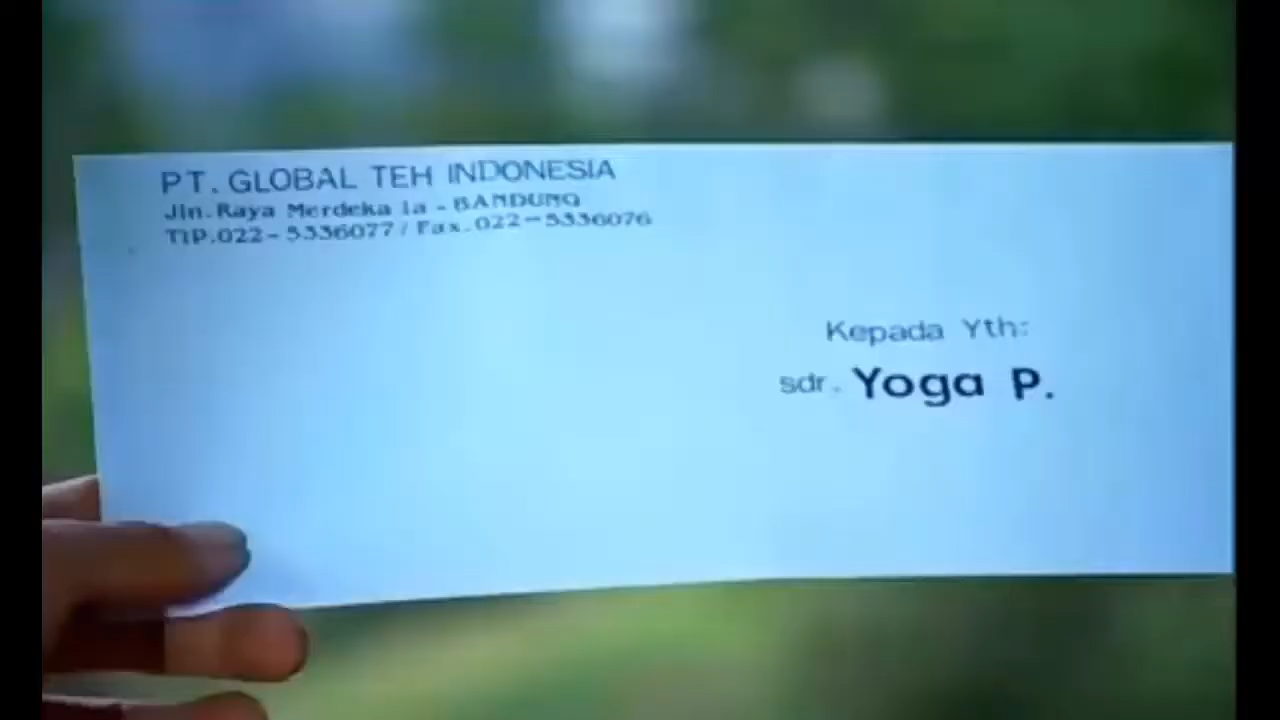 PT. GLOBAL TEH INDONESIA
Jln.Raya Merdeka 1a - BANDUNG
Tlp.022-5336077 / Fax.022-5336076
Kepada Yth:
sdr. Yoga P.